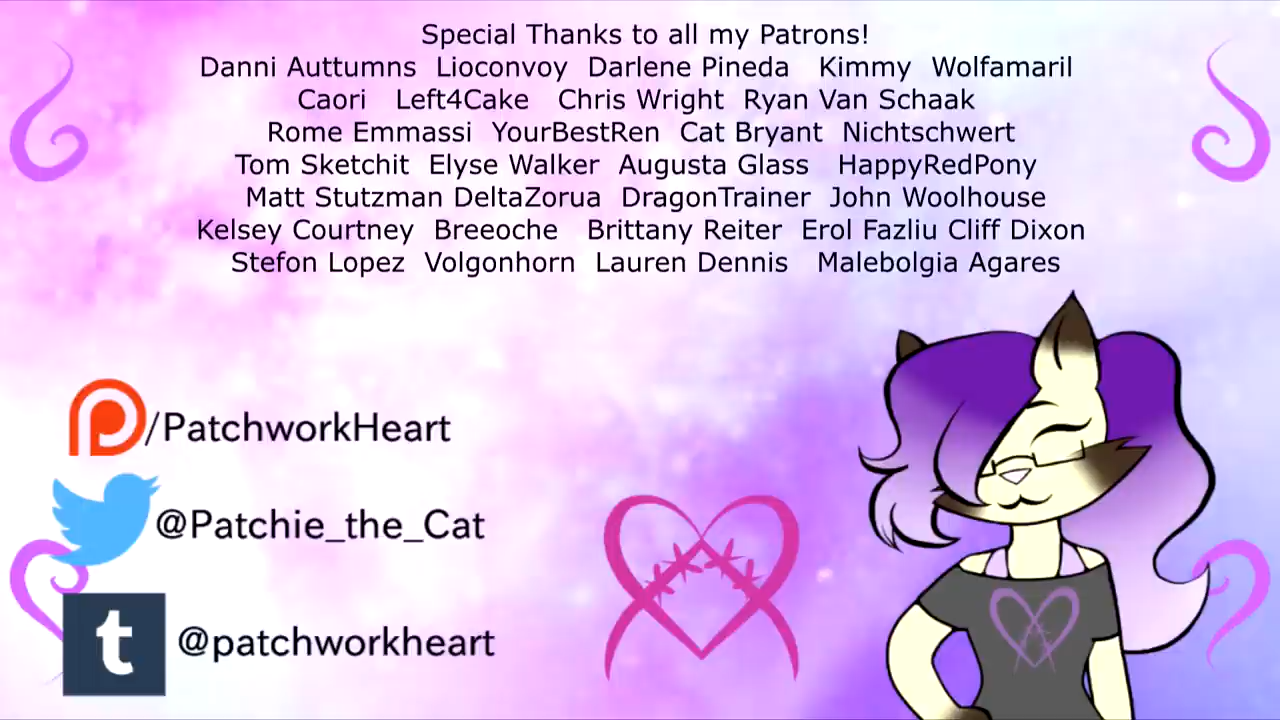 Special Thanks to all my Patrons!
Danni Auttumns Lioconvoy Darlene Pineda Kimmy Wolfamaril
Caori Left4Cake Chris Wright Ryan Van Schaak
Rome Emmassi YourBestRen Cat Bryant Nichtschwert
Tom Sketchit Elyse Walker Augusta Glass HappyRedPony
Matt Stutzman DeltaZorua DragonTrainer John Woolhouse
Kelsey Courtney Breeoche Brittany Reiter Erol Fazliu Cliff Dixon
Stefon Lopez Volgonhorn Lauren Dennis Malebolgia Agares
/PatchworkHeart
@Patchie_the_Cat
t @patchworkheart